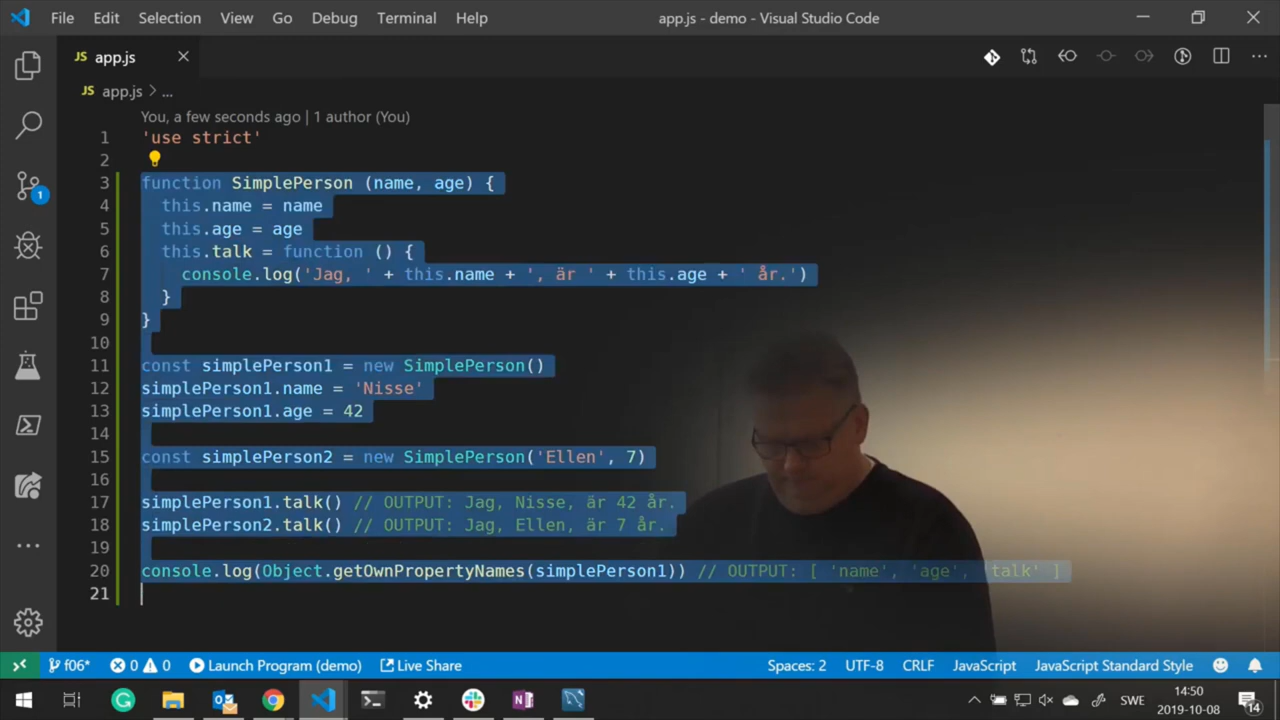 File Edit Selection View Go Debug Terminal Help app.js - demo - Visual Studio Code
JS app.js
JS app.js > ...
You, a few seconds ago | 1 author (You)
1 'use strict'
2
3 function SimplePerson (name, age) {
4 this.name = name
5 this.age = age
6 this.talk = function () {
7 console.log('Jag, ' + this.name + ', är ' + this.age + ' år.')
8 }
9 }
10
11 const simplePerson1 = new SimplePerson()
12 simplePerson1.name = 'Nisse'
13 simplePerson1.age = 42
14
15 const simplePerson2 = new SimplePerson('Ellen', 7)
16
17 simplePerson1.talk() // OUTPUT: Jag, Nisse, är 42 år.
18 simplePerson2.talk() // OUTPUT: Jag, Ellen, är 7 år.
19
20 console.log(Object.getOwnPropertyNames(simplePerson1)) // OUTPUT: [ 'name', 'age', 'talk' ]
21
1
f06* 0 0 Launch Program (demo) Live Share Spaces: 2 UTF-8 CRLF JavaScript JavaScript Standard Style
SWE
14:50
2019-10-08
14